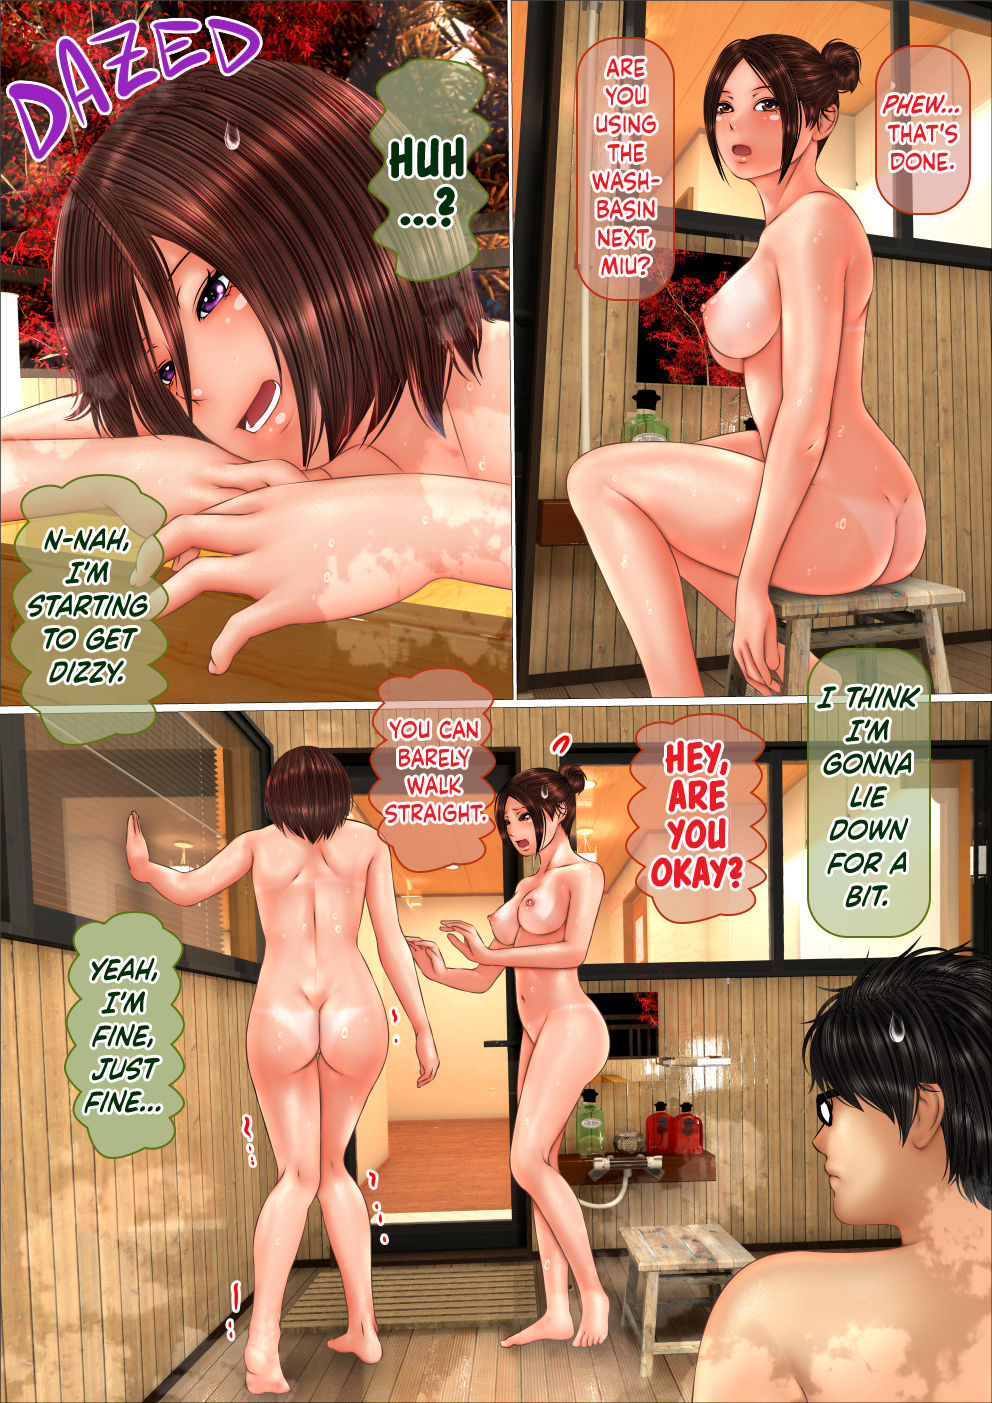 PHEW...
THAT'S
DONE.
ARE
YOU
USING
THE
WASH-
BASIN
NEXT,
MIU?
DAZED
HUH
...?
N-NAH,
I'M
STARTING
TO GET
DIZZY.
I THINK
I'M
GONNA
LIE
DOWN
FOR A
BIT.
HEY,
ARE
YOU
OKAY?
YOU CAN
BARELY
WALK
STRAIGHT.
YEAH,
I'M
FINE,
JUST
FINE...